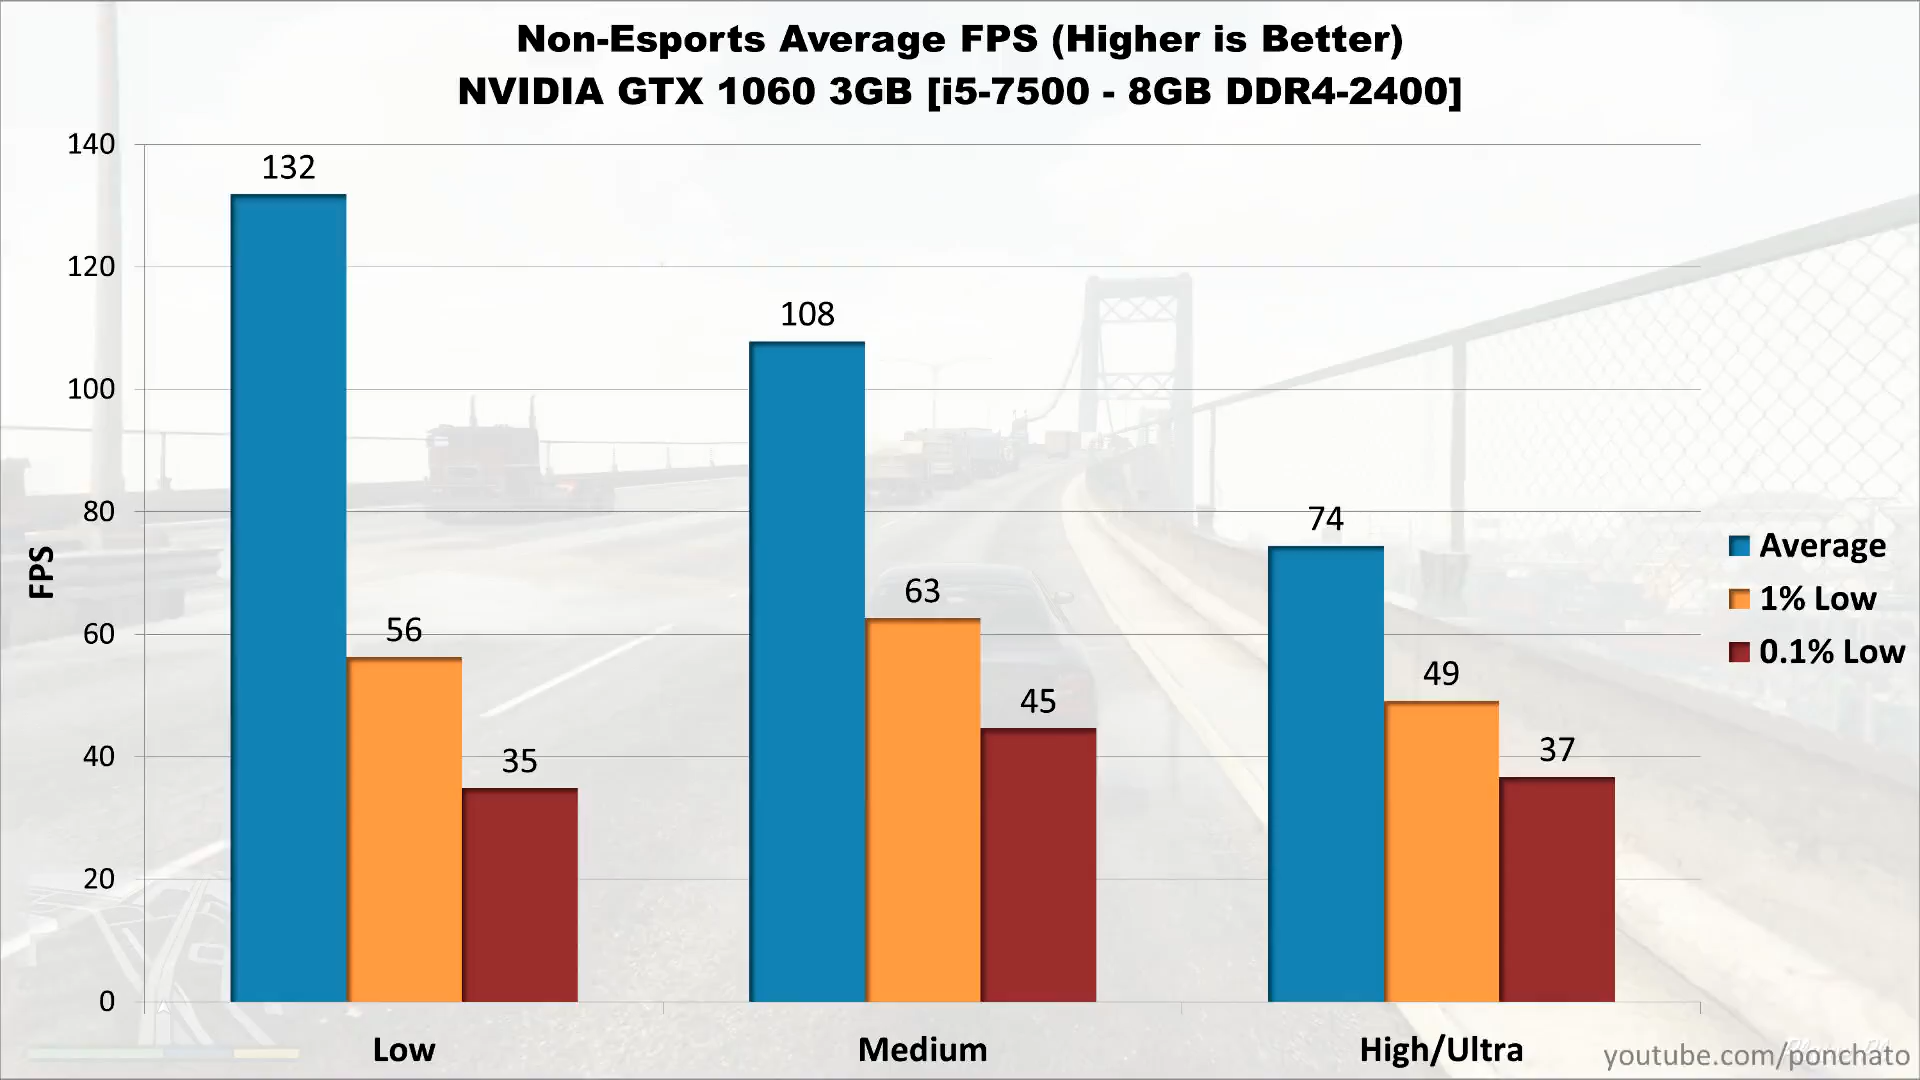 Non-Esports Average FPS (Higher is Better)
NVIDIA GTX 1060 3GB [i5-7500 - 8GB DDR4-2400]
140
120
100
80
60
40
20
0
FPS
132
56
35
108
63
45
74
49
37
Low
Medium
High/Ultra
Average
1% Low
0.1% Low
youtube.com/ponchato